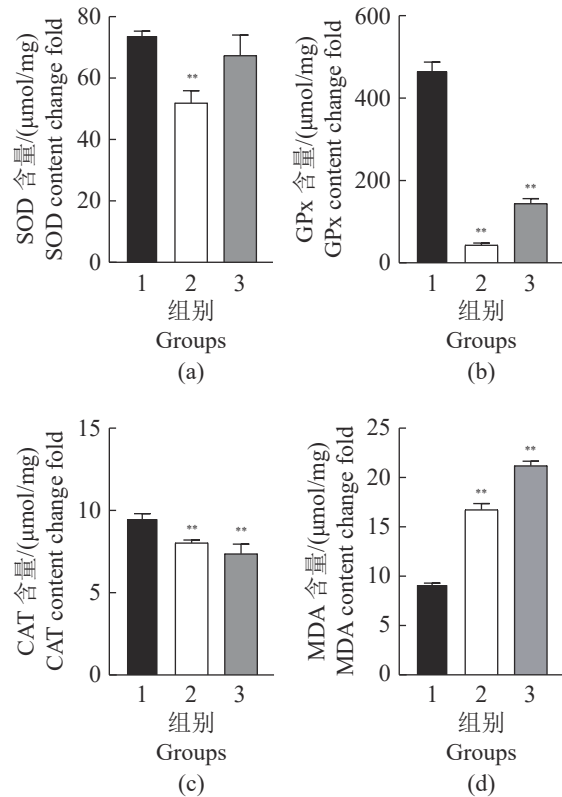 SOD 含量/(μmol/mg)
SOD content change fold
80
60
40
20
0
**
1 2 3
组别
Groups
(a)
GPx 含量/(μmol/mg)
GPx content change fold
600
400
200
0
**
**
1 2 3
组别
Groups
(b)
CAT 含量/(μmol/mg)
CAT content change fold
15
10
5
0
**
**
1 2 3
组别
Groups
(c)
MDA 含量/(μmol/mg)
MDA content change fold
25
20
15
10
5
0
**
**
1 2 3
组别
Groups
(d)